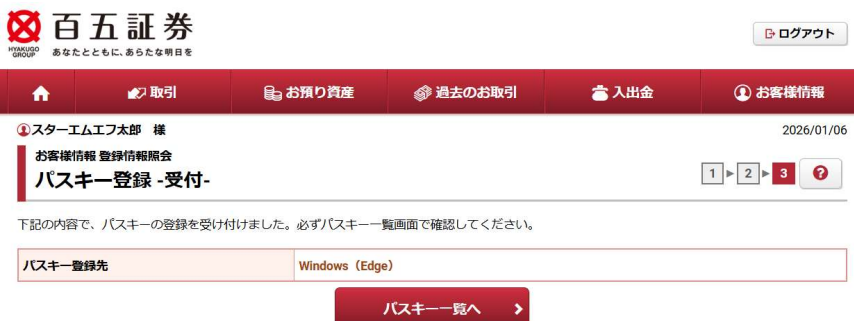 百五証券
HYAKUGO
GROUP
あなたとともに、あらたな明日を
ログアウト
取引
お預り資産
過去のお取引
入出金
お客様情報
スターエムエフ太郎 様
2026/01/06
お客様情報 登録情報照会
パスキー登録 -受付-
1
2
3
?
下記の内容で、パスキーの登録を受け付けました。必ずパスキー一覧画面で確認してください。
パスキー登録先
Windows（Edge）
パスキー一覧へ